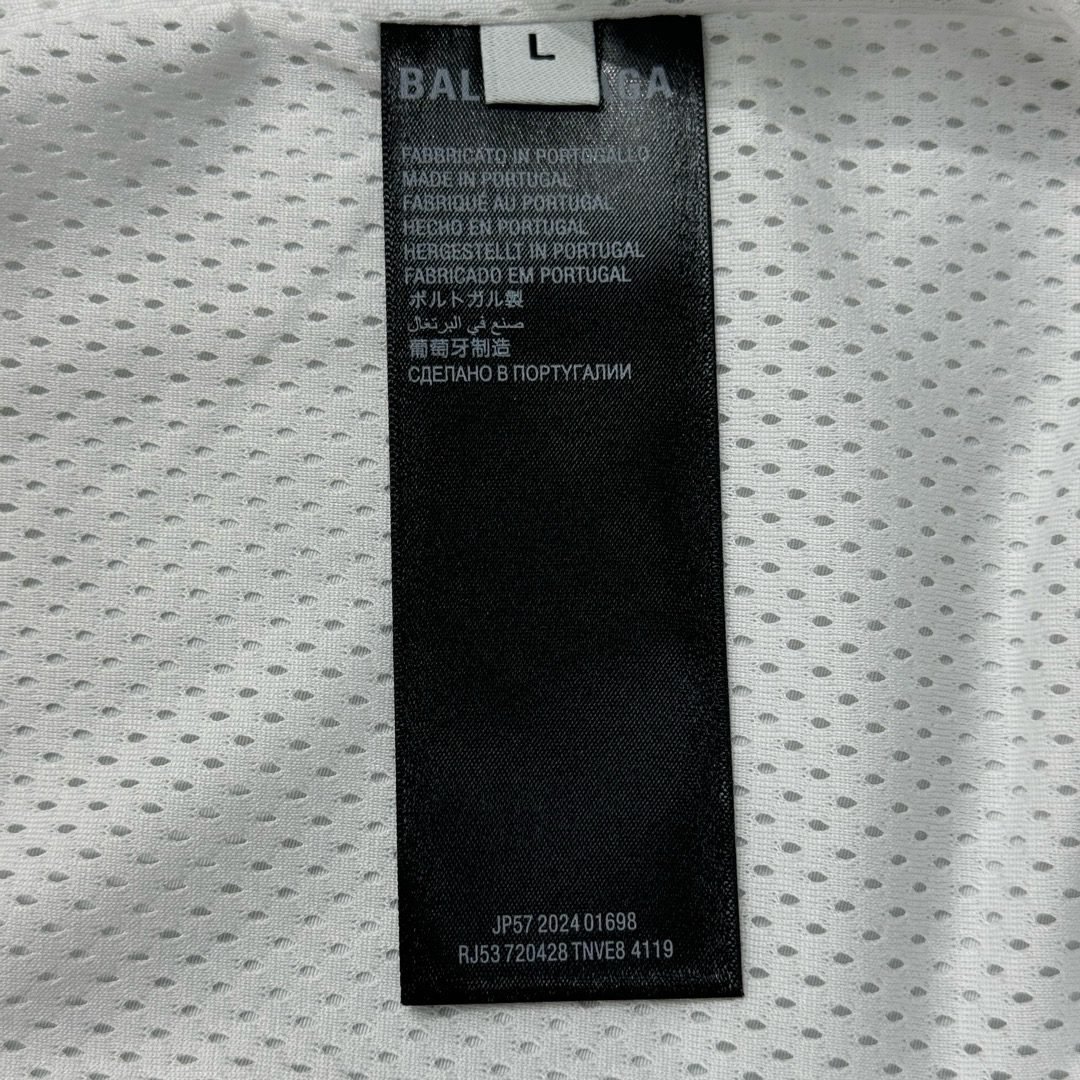 L
BAL GA
FABBRICATO IN PORTOGALLO
MADE IN PORTUGAL
FABRIQUÉ AU PORTUGAL
HECHO EN PORTUGAL
HERGESTELLT IN PORTUGAL
FABRICADO EM PORTUGAL
ポルトガル製
صنع في البرتغال
葡萄牙制造
СДЕЛАНО В ПОРТУГАЛИИ
JP57 2024 01698
RJ53 720428 TNVE8 4119